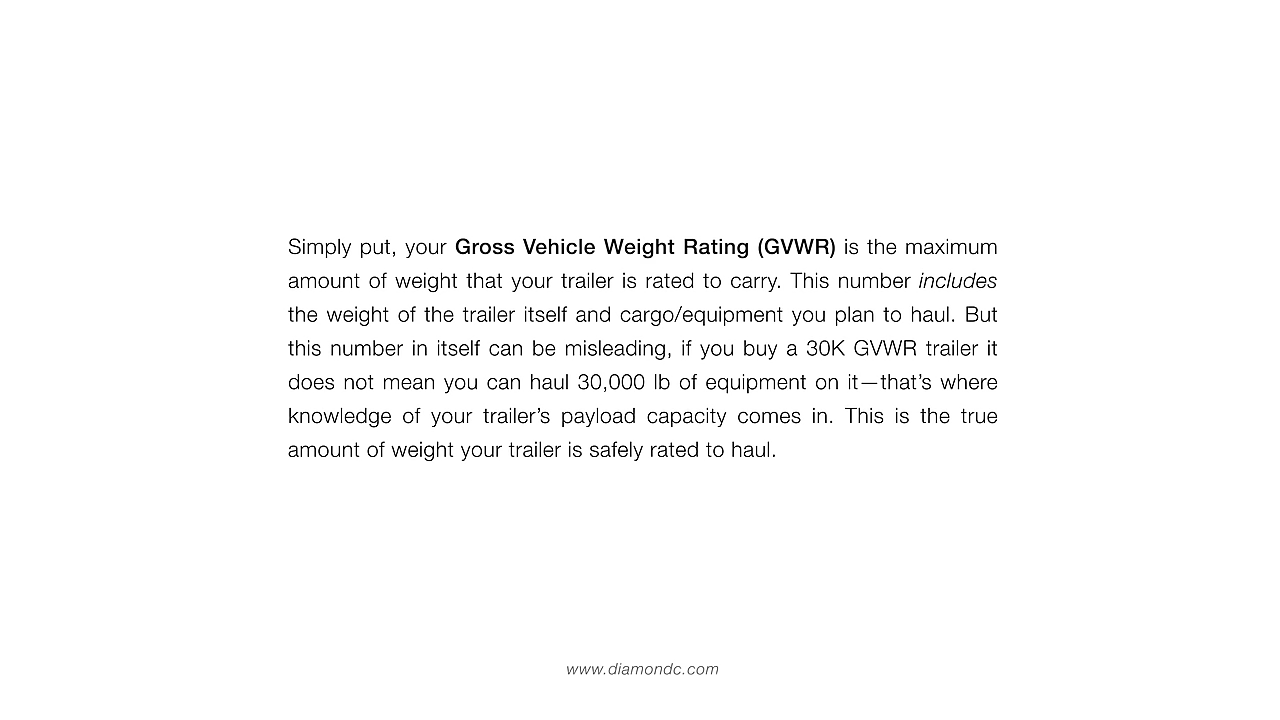 Simply put, your Gross Vehicle Weight Rating (GVWR) is the maximum
amount of weight that your trailer is rated to carry. This number includes
the weight of the trailer itself and cargo/equipment you plan to haul. But
this number in itself can be misleading, if you buy a 30K GVWR trailer it
does not mean you can haul 30,000 lb of equipment on it—that’s where
knowledge of your trailer’s payload capacity comes in. This is the true
amount of weight your trailer is safely rated to haul.
www.diamondc.com